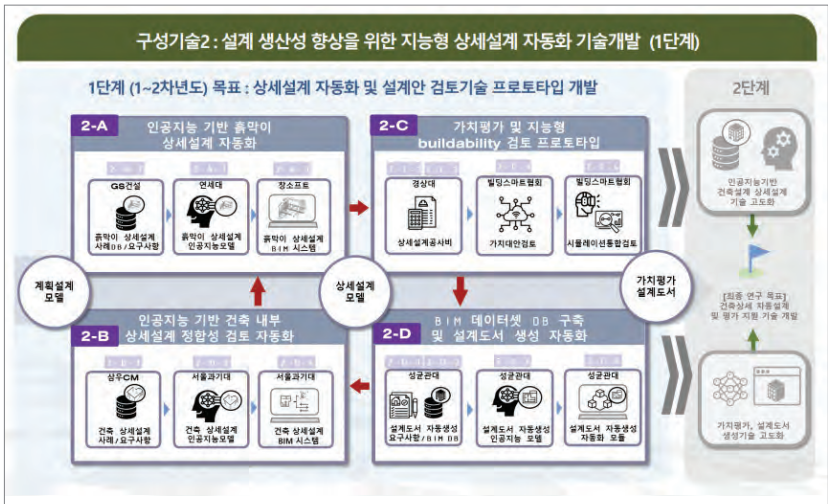 구성기술2 : 설계 생산성 향상을 위한 지능형 상세설계 자동화 기술개발 (1단계)
1단계 (1~2차년도) 목표 : 상세설계 자동화 및 설계안 검토기술 프로토타입 개발
2단계
2-A
인공지능 기반 흙막이
상세설계 자동화
GS건설
연세대
창소프트
흙막이 상세설계
사례DB/요구사항
흙막이 상세설계
인공지능모델
흙막이 상세설계
BIM 시스템
2-C
가치평가 및 지능형
buildability 검토 프로토타입
경상대
빌딩스마트협회
빌딩스마트협회
상세설계공사비
가치대안검토
시뮬레이션통합검토
인공지능기반
건축설계 상세설계
기술 고도화
계획설계
모델
상세설계
모델
가치평가
설계도서
[최종 연구 목표]
건축상세 자동설계
및 평가 지원 기술 개발
2-B
인공지능 기반 건축 내부
상세설계 정합성 검토 자동화
삼우CM
서울과기대
서울과기대
건축 상세설계
사례/요구사항
건축 상세설계
인공지능모델
건축 상세설계
BIM 시스템
2-D
BIM 데이터셋 DB 구축
및 설계도서 생성 자동화
성균관대
성균관대
성균관대
설계도서 자동생성
요구사항/BIM DB
설계도서 자동생성
인공지능 모델
설계도서 자동생성
자동화 모듈
가치평가, 설계도서
생성기술 고도화